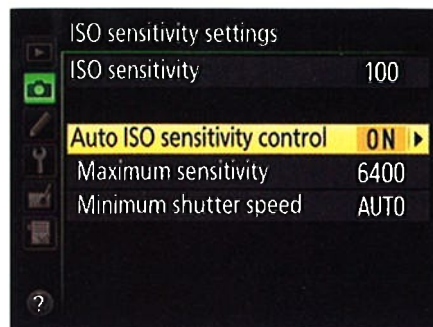 ISO sensitivity settings
ISO sensitivity 100
Auto ISO sensitivity control ON
Maximum sensitivity 6400
Minimum shutter speed AUTO
?